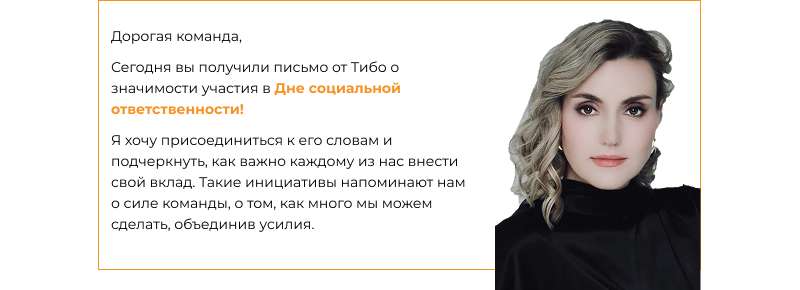 Дорогая команда,
Сегодня вы получили письмо от Тибо о
значимости участия в Дне социальной
ответственности!
Я хочу присоединиться к его словам и
подчеркнуть, как важно каждому из нас внести
свой вклад. Такие инициативы напоминают нам
о силе команды, о том, как много мы можем
сделать, объединив усилия.